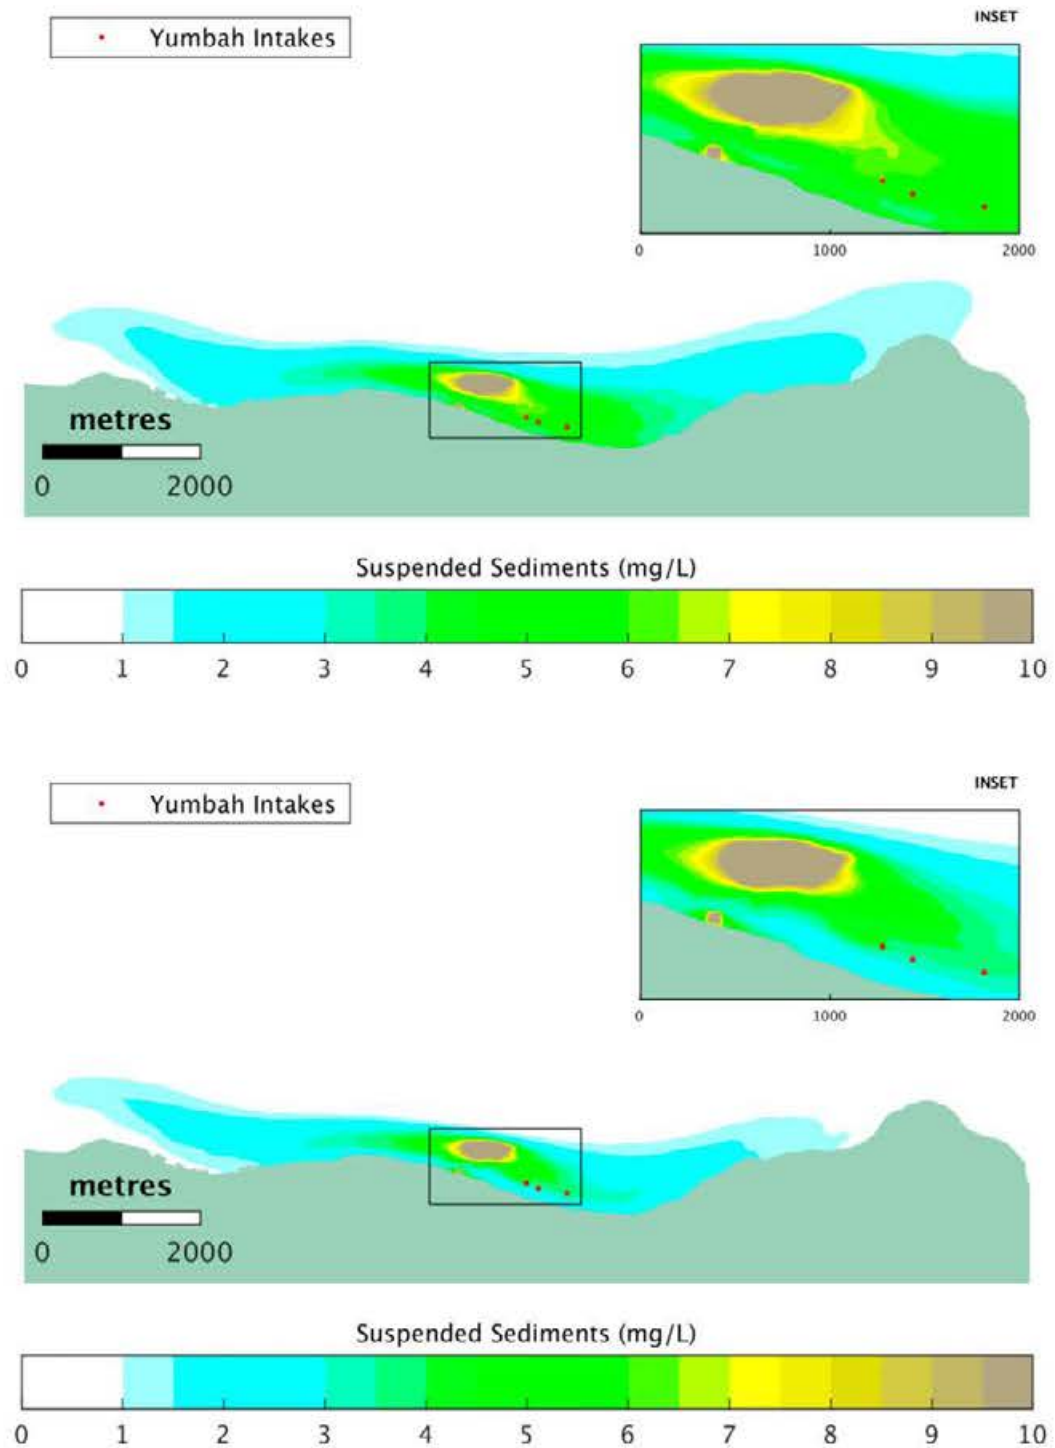 INSET
Yumbah Intakes
0 1000 2000
metres
0 2000
Suspended Sediments (mg/L)
0 1 2 3 4 5 6 7 8 9 10
INSET
Yumbah Intakes
0 1000 2000
metres
0 2000
Suspended Sediments (mg/L)
0 1 2 3 4 5 6 7 8 9 10